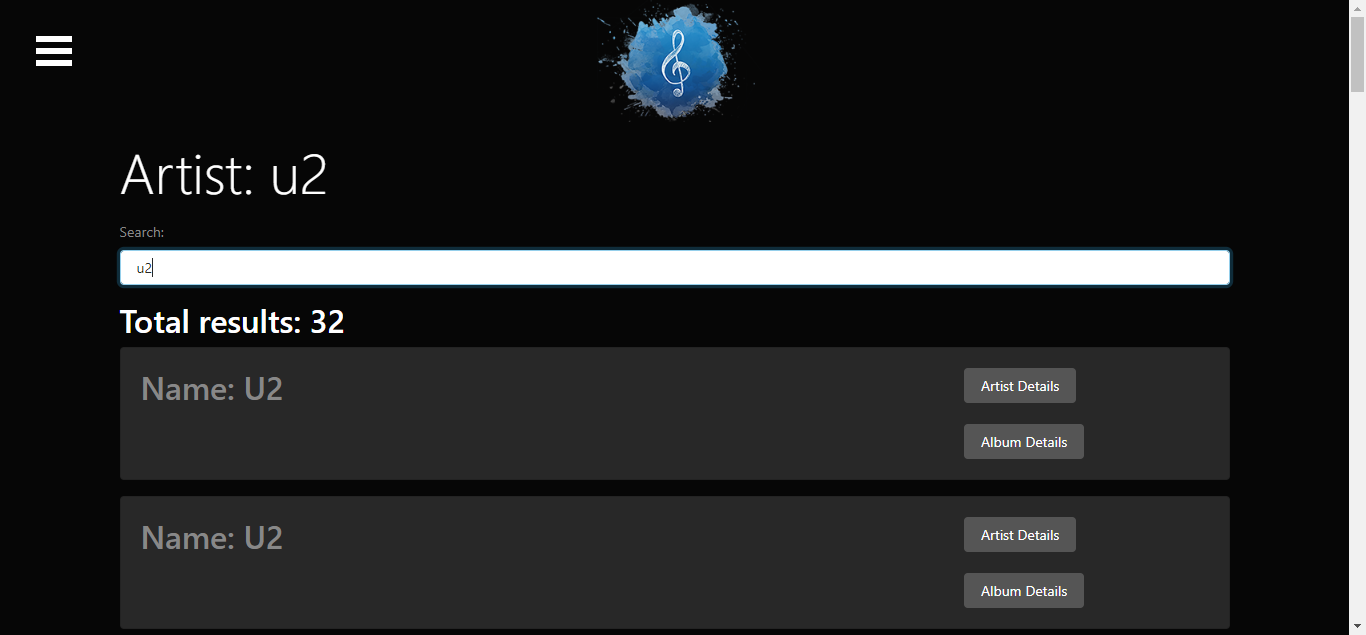 Artist: u2
Search:
u2
Total results: 32
Name: U2
Artist Details
Album Details
Name: U2
Artist Details
Album Details